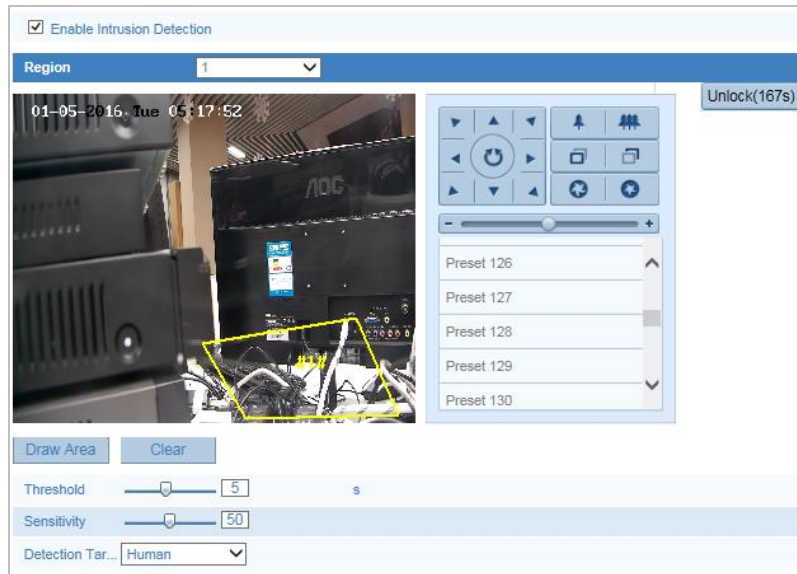 Enable Intrusion Detection
Region 1
Unlock(167s)
01-05-2016 Tue 05:17:52
AOC
#1#
Preset 126
Preset 127
Preset 128
Preset 129
Preset 130
Draw Area Clear
Threshold 5 s
Sensitivity 50
Detection Tar... Human